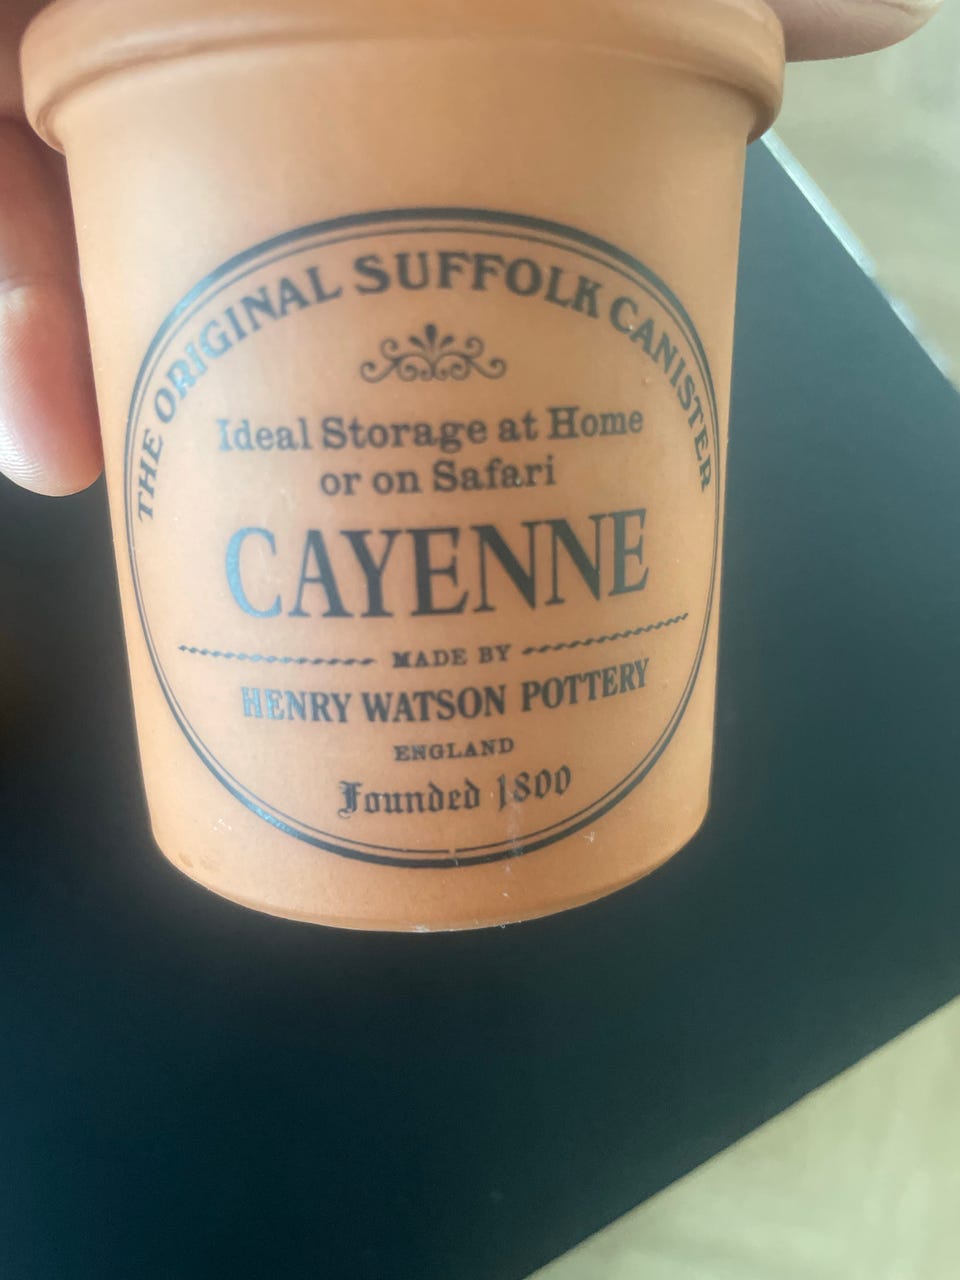 THE ORIGINAL SUFFOLK CANISTER
Ideal Storage at Home
or on Safari
CAYENNE
MADE BY
HENRY WATSON POTTERY
ENGLAND
Founded 1800